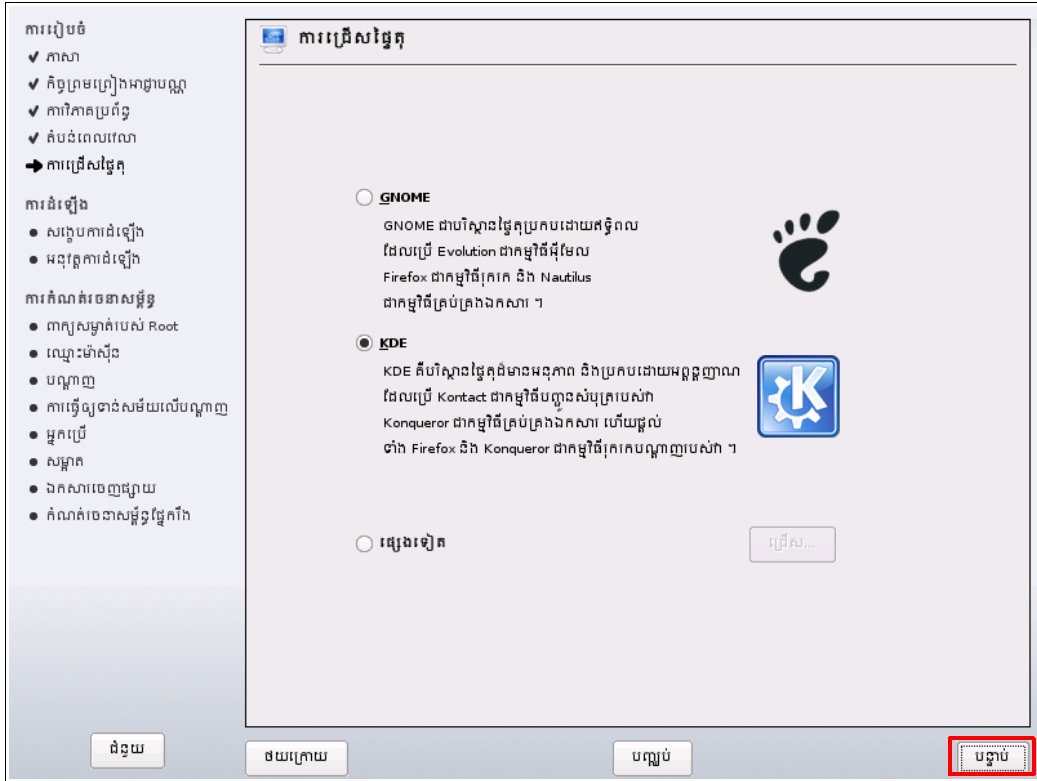 ការរៀបចំ
ភាសា
កិច្ចព្រមព្រៀងអាជ្ញាបណ្ណ
ការវិភាគប្រព័ន្ធ
តំបន់ពេលវេលា
ការជ្រើសផ្ទៃតុ
ការដំឡើង
សង្ខេបការដំឡើង
អនុវត្តការដំឡើង
ការកំណត់រចនាសម្ព័ន្ធ
ពាក្យសម្ងាត់របស់ Root
ឈ្មោះម៉ាស៊ីន
បណ្ដាញ
ការធ្វើឲ្យទាន់សម័យលើបណ្ដាញ
អ្នកប្រើ
សម្អាត
ឯកសារចេញផ្សាយ
កំណត់រចនាសម្ព័ន្ធផ្នែករឹង
ជំនួយ
ការជ្រើសផ្ទៃតុ
GNOME
GNOME ជាបរិស្ថានផ្ទៃតុប្រកបដោយឥទ្ធិពល
ដែលប្រើ Evolution ជាកម្មវិធីអ៊ីមែល
Firefox ជាកម្មវិធីរុករក និង Nautilus
ជាកម្មវិធីគ្រប់គ្រងឯកសារ ។
KDE
KDE គឺបរិស្ថានផ្ទៃតុដ៏មានអនុភាព និងប្រកបដោយអត្តន្តញាណ
ដែលប្រើ Kontact ជាកម្មវិធីបញ្ជូនសំបុត្ររបស់វា
Konqueror ជាកម្មវិធីគ្រប់គ្រងឯកសារ ហើយផ្ដល់
ទាំង Firefox និង Konqueror ជាកម្មវិធីរុករកបណ្ដាញរបស់វា ។
ផ្សេងទៀត
ជ្រើស...
ថយក្រោយ
បញ្ឈប់
បន្ទាប់